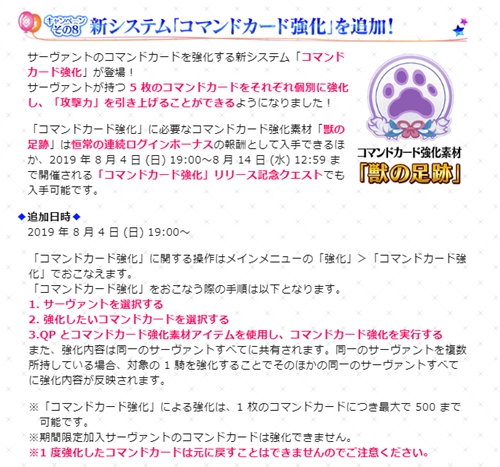 キャンペーン
その8
新システム「コマンドカード強化」を追加！
サーヴァントのコマンドカードを強化する新システム「コマン
ドカード強化」が登場！
サーヴァントが持つ 5 枚のコマンドカードをそれぞれ個別に強化
し、「攻撃力」を引き上げることができるようになりました！
「コマンドカード強化」に必要なコマンドカード強化素材「獣の
足跡」は恒常の連続ログインボーナスの報酬として入手できるほ
か、2019 年 8 月 4 日 (日) 19:00～8 月 14 日 (水) 12:59 ま
で開催される「コマンドカード強化」リリース記念クエストでも
入手可能です。
コマンドカード強化素材
「獣の足跡」
◆追加日時◆
2019 年 8 月 4 日 (日) 19:00～
「コマンドカード強化」に関する操作はメインメニューの「強化」＞「コマンドカード強
化」でおこなえます。
「コマンドカード強化」をおこなう際の手順は以下となります。
1. サーヴァントを選択する
2. 強化したいコマンドカードを選択する
3.QP とコマンドカード強化素材アイテムを使用し、コマンドカード強化を実行する
また、強化内容は同一のサーヴァントすべてに共有されます。同一のサーヴァントを複数
所持している場合、対象の 1 騎を強化することでそのほかの同一のサーヴァントすべて
に強化内容が反映されます。
※「コマンドカード強化」による強化は、1 枚のコマンドカードにつき最大で 500 まで
可能です。
※期間限定加入サーヴァントのコマンドカードは強化できません。
※1 度強化したコマンドカードは元に戻すことはできませんのでご注意ください。